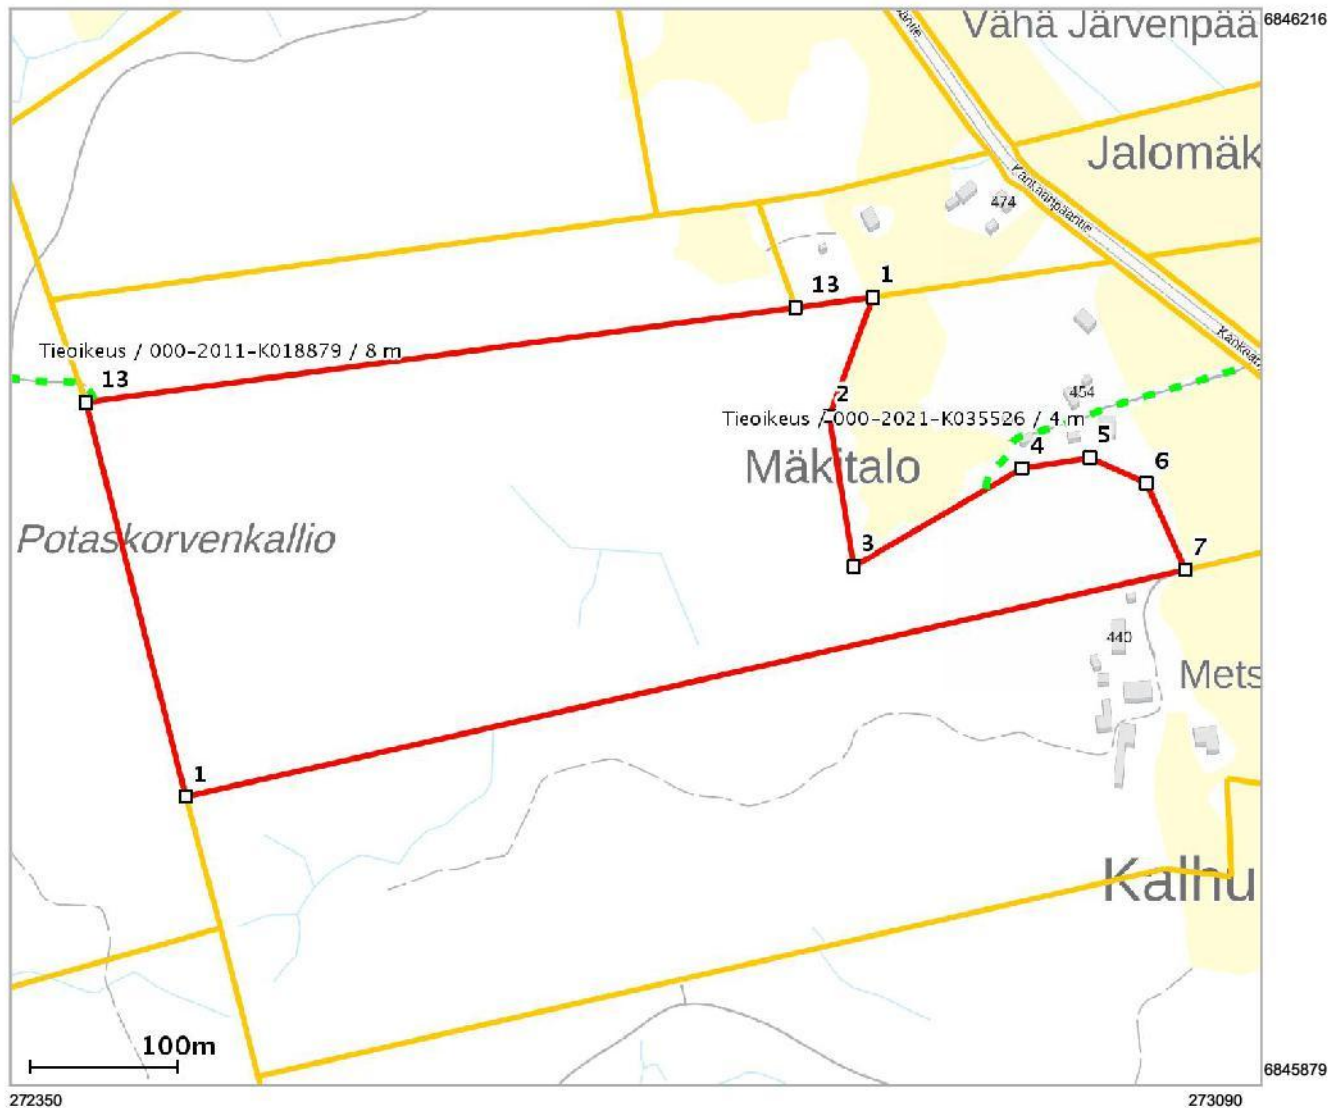 6846216
Vähä Järvenpää
Jalomäk
474
Kankaanpääntie
13
1
Tieoikeus / 000-2011-K018879 / 8 m
13
454
2
Tieoikeus / 000-2021-K035526 / 4 m
Mäkitalo
4
5
6
Potaskorvenkallio
3
7
440
Mets
1
Kalhu
100m
6845879
272350
273090